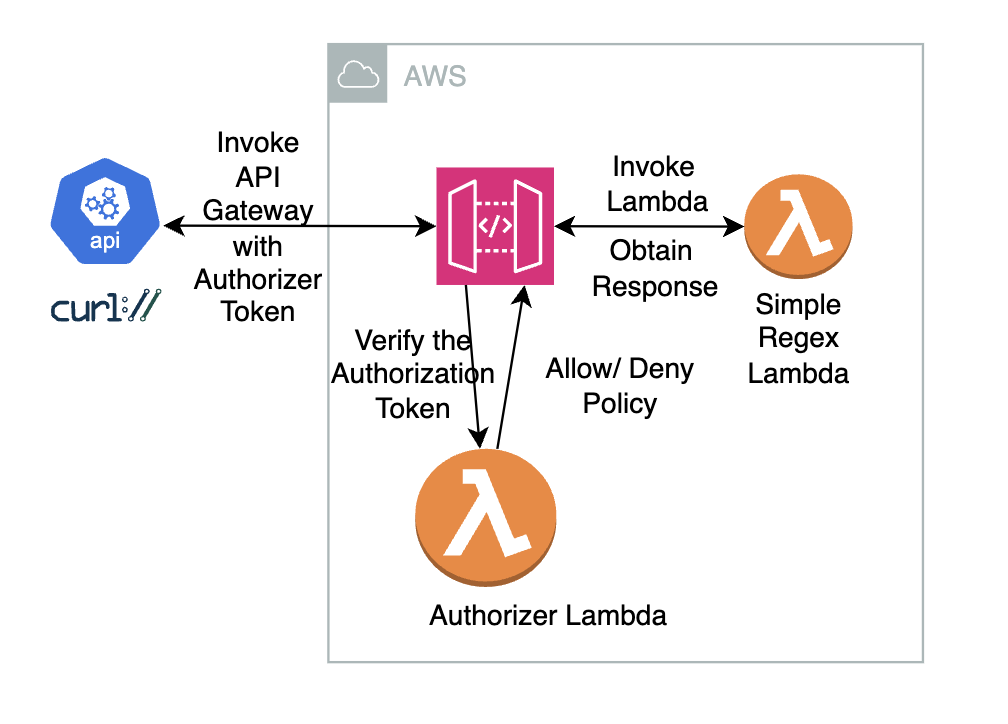 AWS
Invoke
API
Gateway
with
Authorizer
Token
api
curl://
Invoke
Lambda
</>
Obtain
Response
Simple
Regex
Lambda
Verify the
Authorization
Token
Allow/ Deny
Policy
Authorizer Lambda